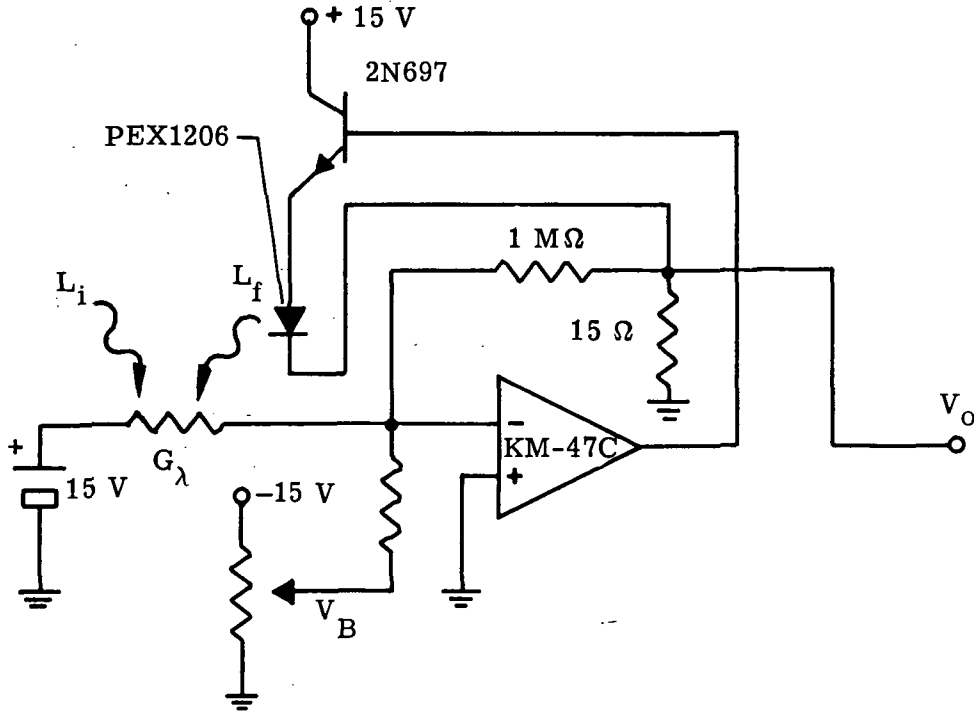 + 15 V
2N697
PEX1206
1 MΩ
L_i
L_f
15 Ω
V_o
+
15 V
G_λ
−15 V
−
KM-47C
+
V_B